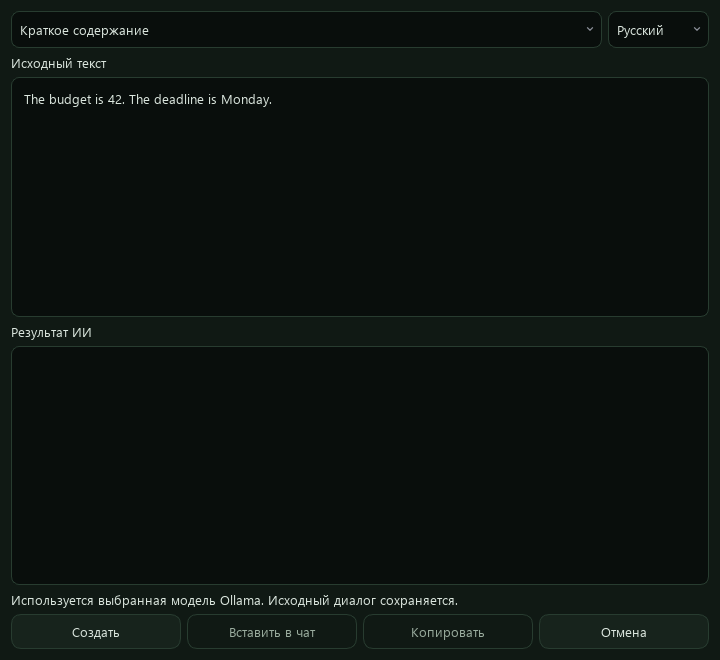 Краткое содержание
Русский
Исходный текст
The budget is 42. The deadline is Monday.
Результат ИИ
Используется выбранная модель Ollama. Исходный диалог сохраняется.
Создать
Вставить в чат
Копировать
Отмена